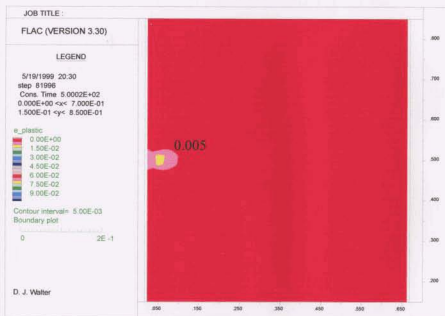 JOB TITLE :
FLAC (VERSION 3.30)
LEGEND
5/19/1999 20:30
step 81996
Cons. Time 5.0002E+02
0.000E+00 <x< 7.000E-01
1.500E-01 <y< 8.500E-01
e_plastic
0.00E+00
1.50E-02
3.00E-02
4.50E-02
6.00E-02
7.50E-02
9.00E-02
Contour interval= 5.00E-03
Boundary plot
0 2E -1
D. J. Walter
0.005
.800
.700
.600
.500
.400
.300
.200
.050 .150 .250 .350 .450 .550 .650